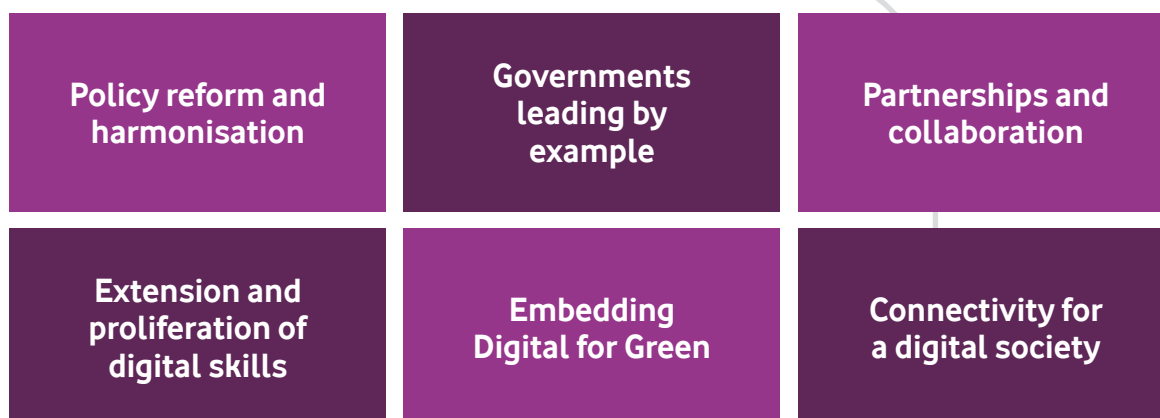 Policy reform and
harmonisation
Governments
leading by
example
Partnerships and
collaboration
Extension and
proliferation of
digital skills
Embedding
Digital for Green
Connectivity for
a digital society